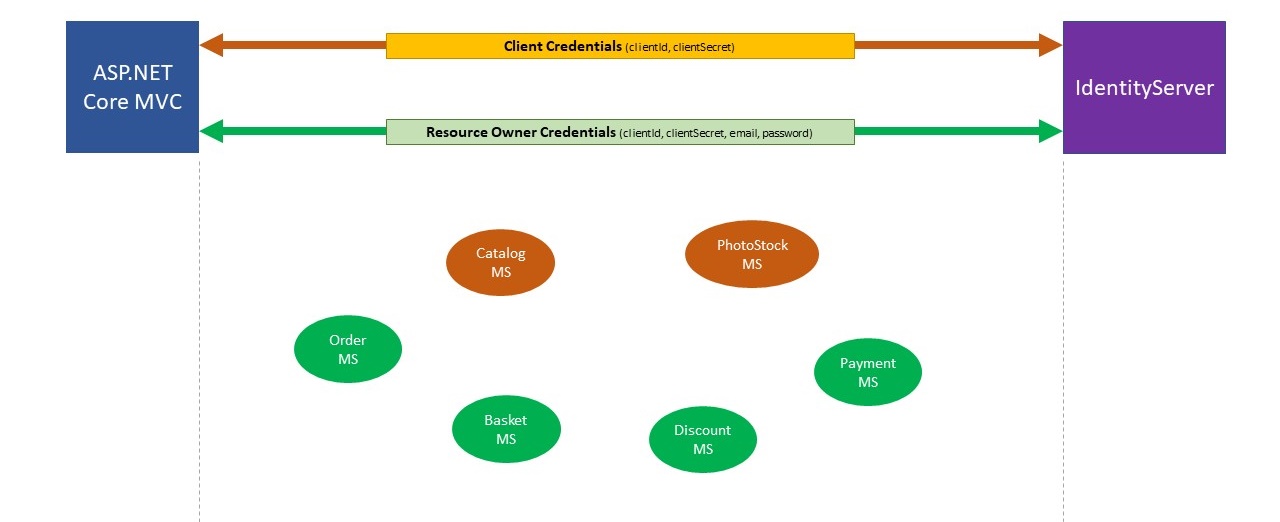 ASP.NET
Core MVC
Client Credentials (clientId, clientSecret)
IdentityServer
Resource Owner Credentials (clientId, clientSecret, email, password)
Catalog
MS
PhotoStock
MS
Order
MS
Payment
MS
Basket
MS
Discount
MS